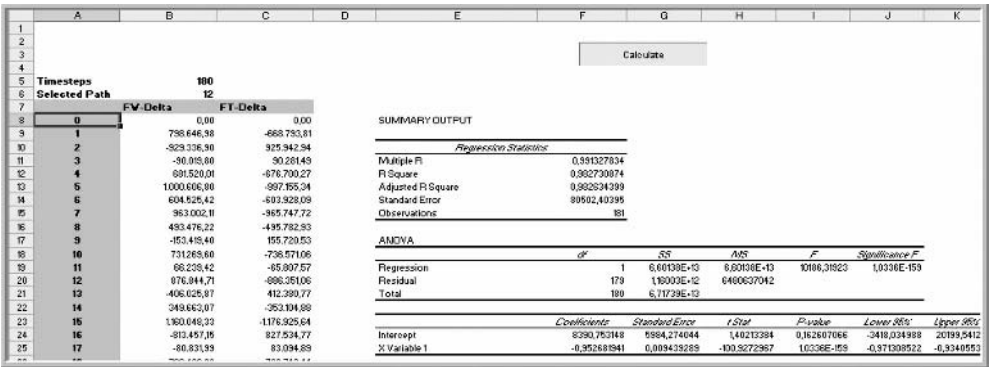 A B C D E F G H I J K
1
2
3 Calculate
4
5 Timesteps 180
6 Selected Path 12
7 FW-Delta FT-Delta
8 0 0,00 0,00 SUMMARY OUTPUT
9 1 798.646,98 -668.793,81
10 2 -929.336,90 925.942,94 Regression Statistics
11 3 -90.019,80 90.281,49 Multiple R 0,991327834
12 4 681.520,01 -676.700,27 R Square 0,982730874
13 5 1.000.606,80 -997.155,34 Adjusted R Square 0,982634399
14 6 604.525,42 -603.928,09 Standard Error 80502,40395
15 7 963.002,11 -965.747,72 Observations 181
16 8 493.476,22 -495.782,93
17 9 -153.419,40 155.720,53 ANOVA
18 10 731.269,60 -736.571,06 df SS MS F Significance F
19 11 66.239,42 -65.807,57 Regression 1 6,60138E+13 6,60138E+13 10186,31923 1,0336E-159
20 12 876.844,71 -886.351,06 Residual 179 1,16003E+12 6480637042
21 13 -406.025,87 412.380,77 Total 180 6,71739E+13
22 14 349.663,07 -353.104,88
23 15 1.160.048,33 -1.176.925,64 Coefficients Standard Error t Stat P-value Lower 95% Upper 95%
24 16 -813.457,15 827.534,77 Intercept 8390,753148 5984,274044 1,40213384 0,162607066 -3418,034988 20199,5412
25 17 -80.831,99 83.094,89 X Variable 1 -0,952681941 0,009439289 -100,9272967 1,0336E-159 -0,971308522 -0,9340553